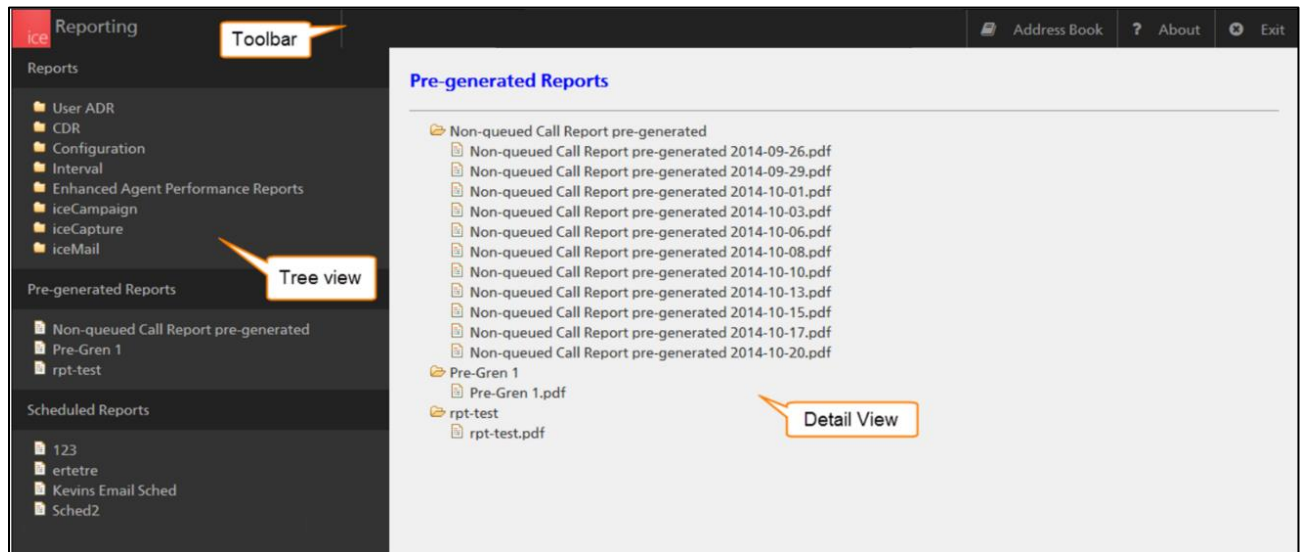 ice Reporting
Toolbar
Address Book ? About Exit
Reports
User ADR
CDR
Configuration
Interval
Enhanced Agent Performance Reports
iceCampaign
iceCapture
iceMail
Tree view
Pre-generated Reports
Non-queued Call Report pre-generated
Pre-Gren 1
rpt-test
Scheduled Reports
123
ertetre
Kevins Email Sched
Sched2
Pre-generated Reports
Non-queued Call Report pre-generated
Non-queued Call Report pre-generated 2014-09-26.pdf
Non-queued Call Report pre-generated 2014-09-29.pdf
Non-queued Call Report pre-generated 2014-10-01.pdf
Non-queued Call Report pre-generated 2014-10-03.pdf
Non-queued Call Report pre-generated 2014-10-06.pdf
Non-queued Call Report pre-generated 2014-10-08.pdf
Non-queued Call Report pre-generated 2014-10-10.pdf
Non-queued Call Report pre-generated 2014-10-13.pdf
Non-queued Call Report pre-generated 2014-10-15.pdf
Non-queued Call Report pre-generated 2014-10-17.pdf
Non-queued Call Report pre-generated 2014-10-20.pdf
Pre-Gren 1
Pre-Gren 1.pdf
rpt-test
rpt-test.pdf
Detail View